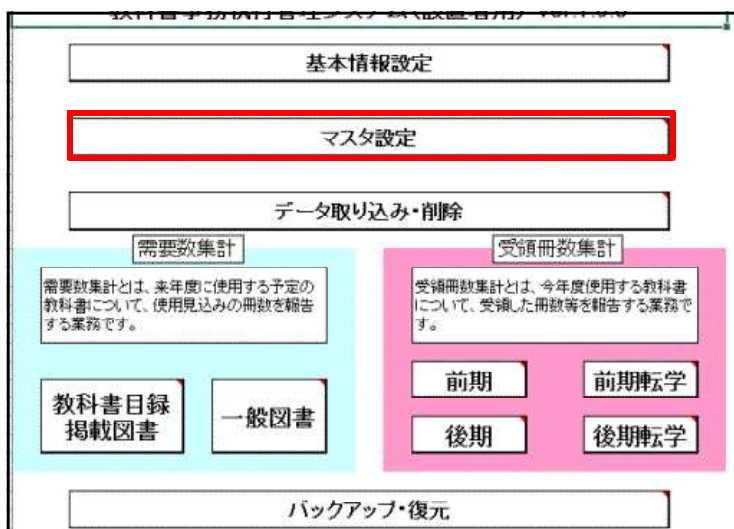 基本情報設定
マスタ設定
データ取り込み・削除
需要数集計
需要数集計とは、来年度に使用する予定の
教科書について、使用見込みの冊数を報告
する業務です。
教科書目録
掲載図書
一般図書
受領冊数集計
受領冊数集計とは、今年度使用する教科書
について、受領した冊数等を報告する業務で
す。
前期
前期転学
後期
後期転学
バックアップ・復元